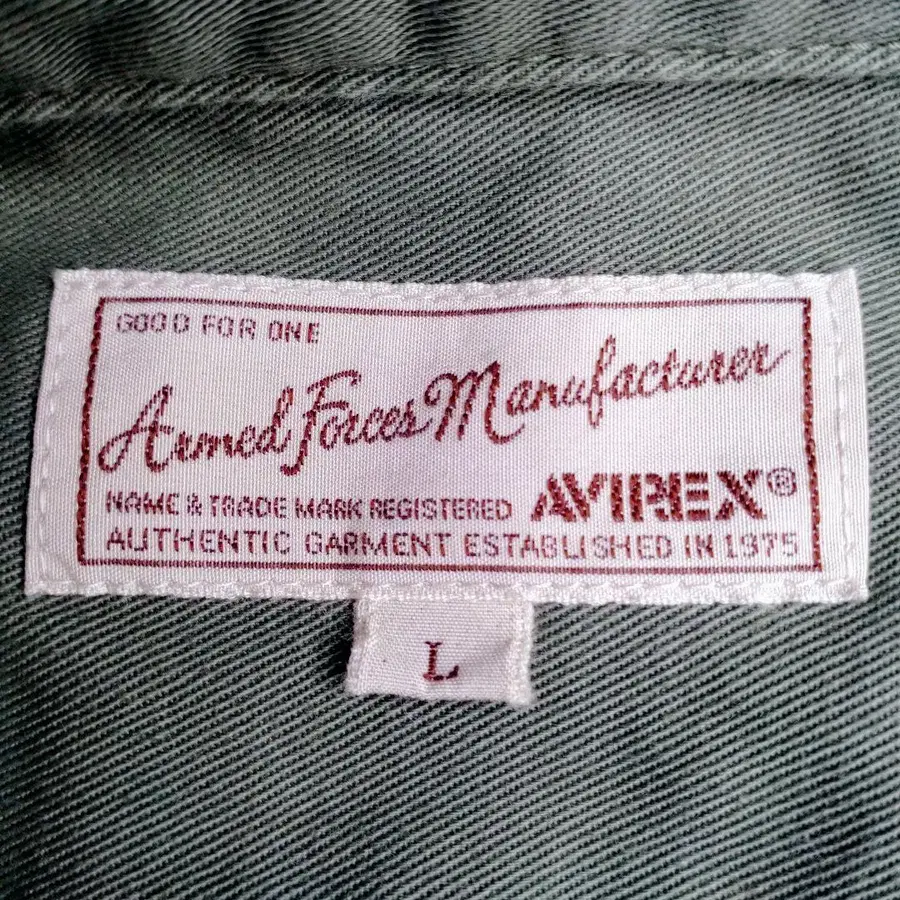 GOOD FOR ONE
Armed Forces Manufacturer
NAME & TRADE MARK REGISTERED AVIREX®
AUTHENTIC GARMENT ESTABLISHED IN 1975
L